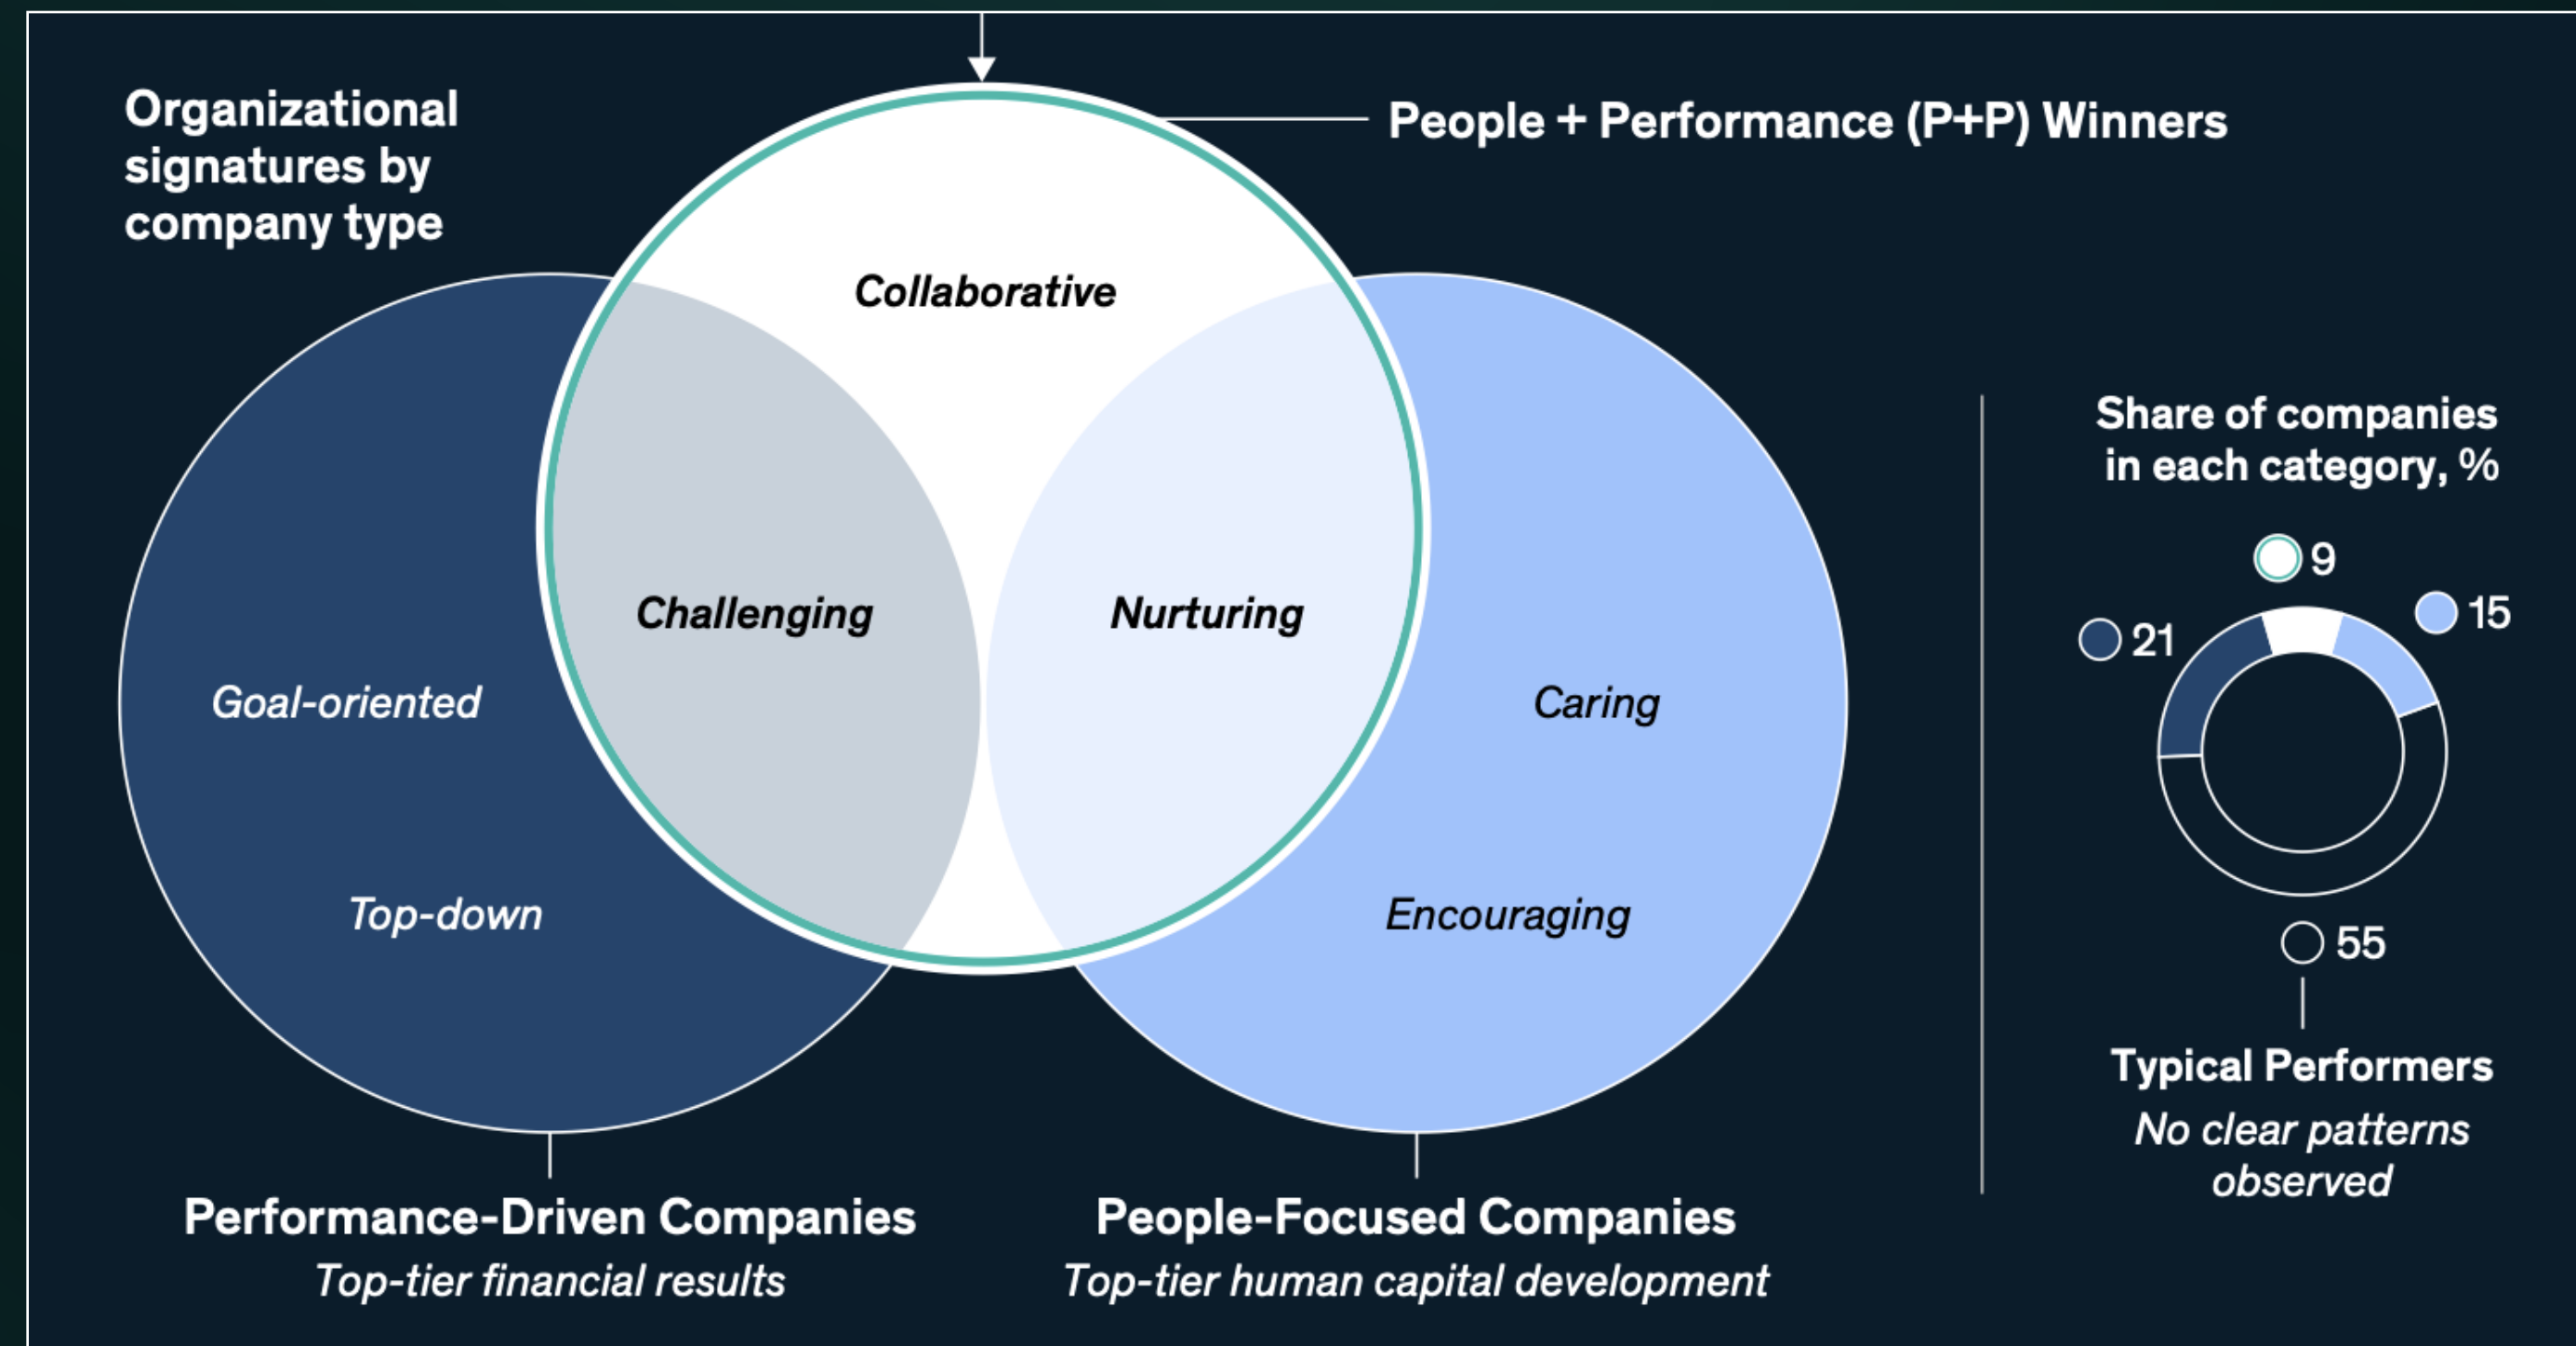 Organizational
signatures by
company type
People + Performance (P+P) Winners
Collaborative
Challenging
Nurturing
Goal-oriented
Caring
Top-down
Encouraging
Performance-Driven Companies
Top-tier financial results
People-Focused Companies
Top-tier human capital development
Share of companies
in each category, %
9
15
21
55
Typical Performers
No clear patterns
observed